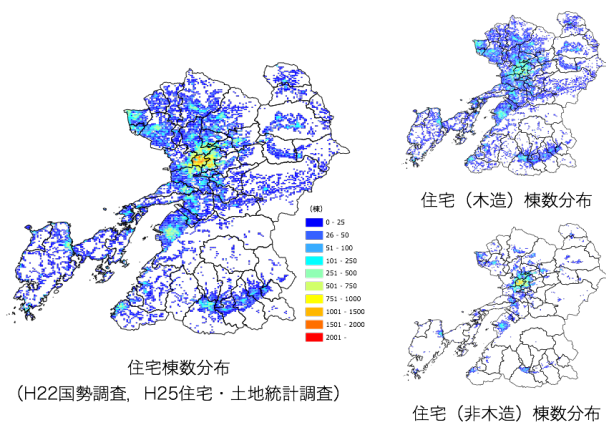 (棟)
0 - 25
26 - 50
51 - 100
101 - 250
251 - 500
501 - 750
751 - 1000
1001 - 1500
1501 - 2000
2001 -
住宅棟数分布
(H22国勢調査,H25住宅・土地統計調査)
住宅(木造)棟数分布
住宅(非木造)棟数分布